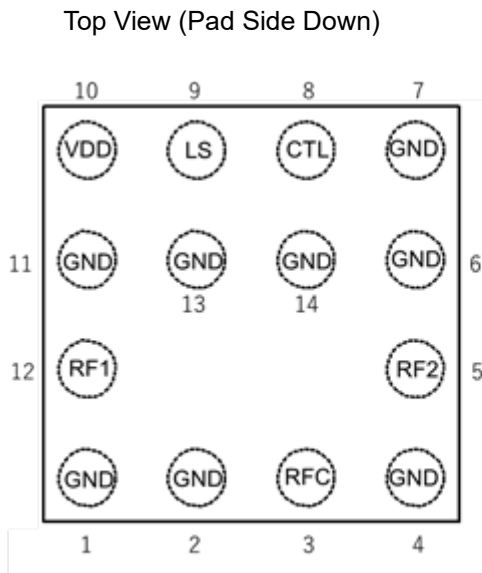 Top View (Pad Side Down)
10 9 8 7
VDD LS CTL GND
11 GND GND GND GND 6
13 14
12 RF1 RF2 5
GND GND RFC GND
1 2 3 4